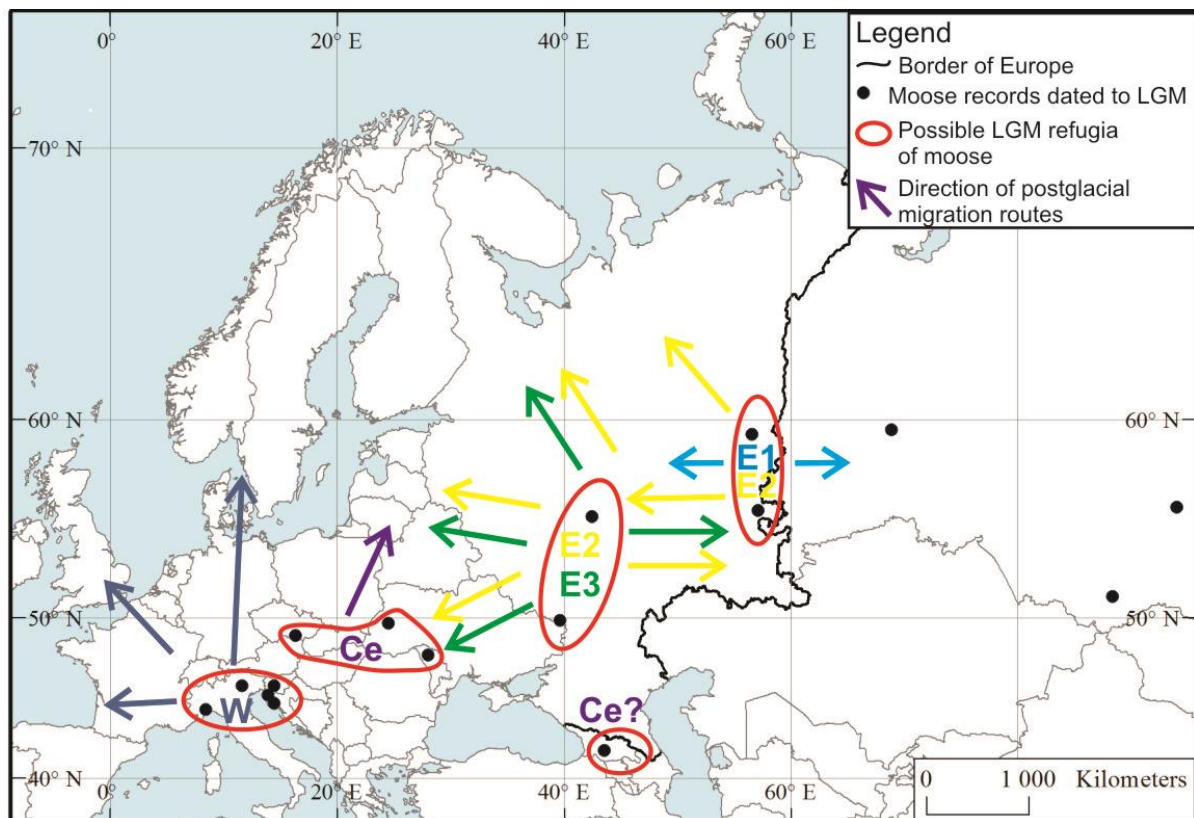 0° 20° E 40° E 60° E
Legend
Border of Europe
Moose records dated to LGM
Possible LGM refugia
of moose
Direction of postglacial
migration routes
70° N
60° N 60° N
E1
E2
E2
E3
50° N 50° N
Ce
W
Ce?
40° N
0° 20° E 40° E 60° E
0 1 000 Kilometers